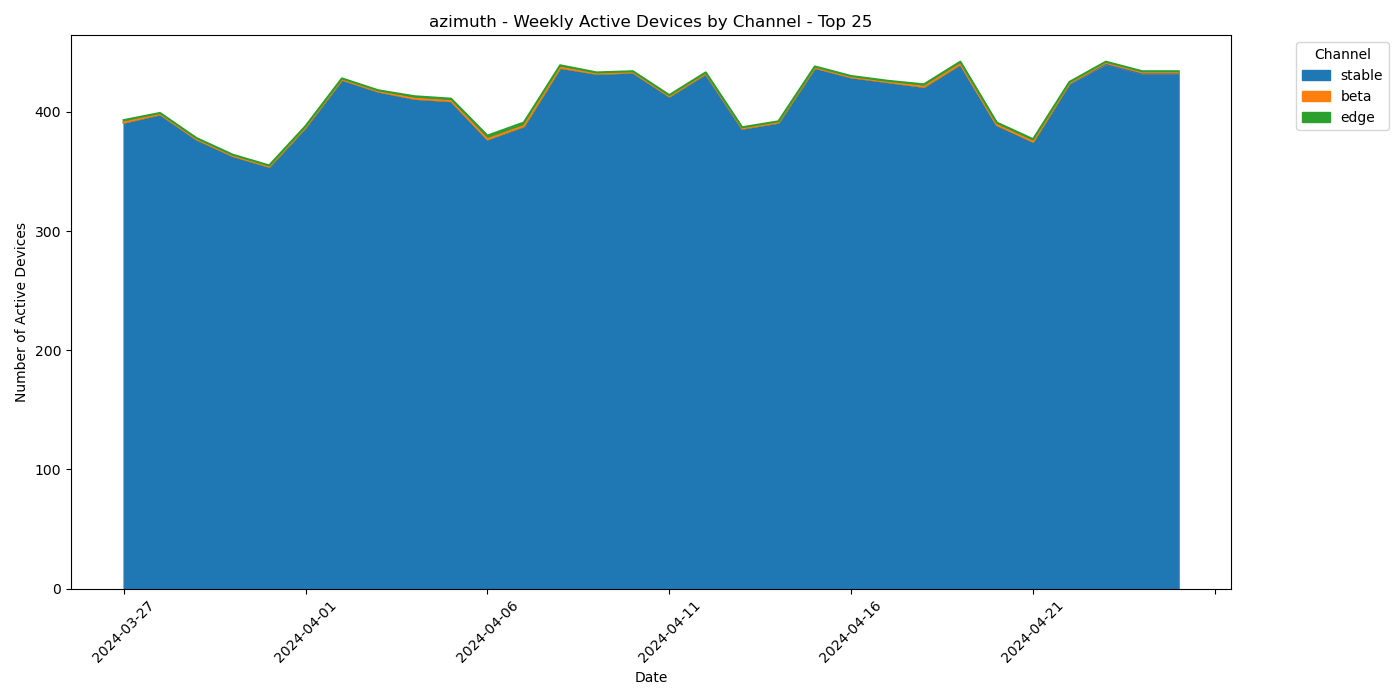 azimuth - Weekly Active Devices by Channel - Top 25
Channel
stable
beta
edge
Number of Active Devices
400
300
200
100
0
2024-03-27
2024-04-01
2024-04-06
2024-04-11
2024-04-16
2024-04-21
Date